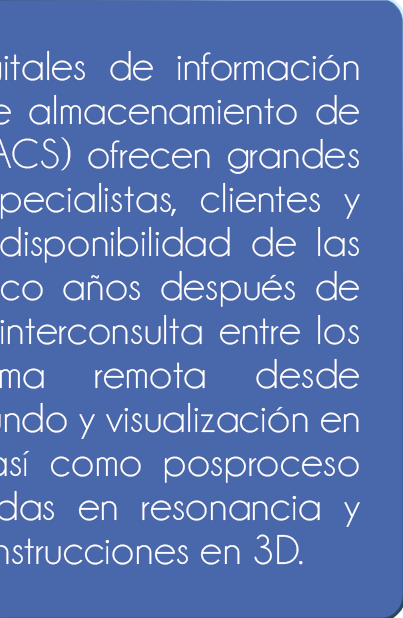 itales de información
e almacenamiento de
ACS) ofrecen grandes
pecialistas, clientes y
disponibilidad de las
co años después de
interconsulta entre los
ma remota desde
undo y visualización en
así como posproceso
das en resonancia y
nstrucciones en 3D.